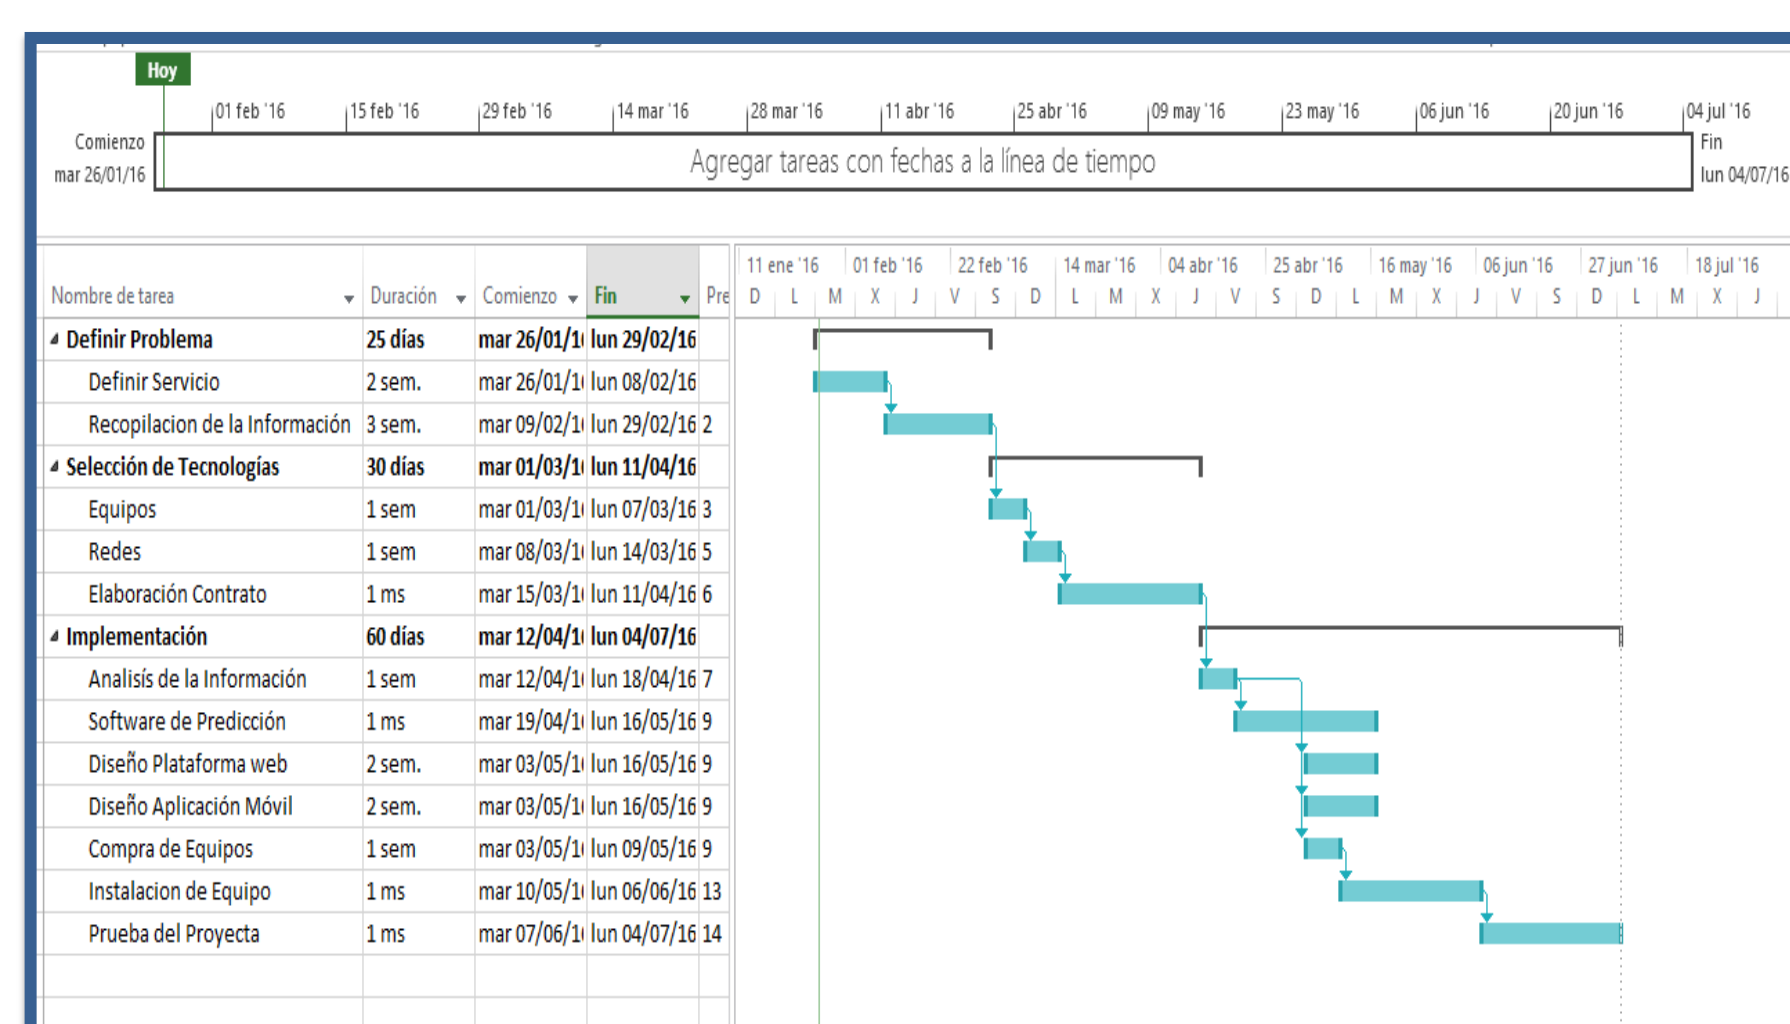 Hoy
01 feb '16 15 feb '16 29 feb '16 14 mar '16 28 mar '16 11 abr '16 25 abr '16 09 may '16 23 may '16 06 jun '16 20 jun '16 04 jul '16
Comienzo
mar 26/01/16
Agregar tareas con fechas a la línea de tiempo
Fin
lun 04/07/16
11 ene '16 01 feb '16 22 feb '16 14 mar '16 04 abr '16 25 abr '16 16 may '16 06 jun '16 27 jun '16 18 jul '16
Nombre de tarea Duración Comienzo Fin Pre
D L M X J V S D L M X J V S D L M X J V S D L M X J
Definir Problema 25 días mar 26/01/1 lun 29/02/16
Definir Servicio 2 sem. mar 26/01/1 lun 08/02/16
Recopilacion de la Información 3 sem. mar 09/02/1 lun 29/02/16 2
Selección de Tecnologías 30 días mar 01/03/1 lun 11/04/16
Equipos 1 sem mar 01/03/1 lun 07/03/16 3
Redes 1 sem mar 08/03/1 lun 14/03/16 5
Elaboración Contrato 1 ms mar 15/03/1 lun 11/04/16 6
Implementación 60 días mar 12/04/1 lun 04/07/16
Analisís de la Información 1 sem mar 12/04/1 lun 18/04/16 7
Software de Predicción 1 ms mar 19/04/1 lun 16/05/16 9
Diseño Plataforma web 2 sem. mar 03/05/1 lun 16/05/16 9
Diseño Aplicación Móvil 2 sem. mar 03/05/1 lun 16/05/16 9
Compra de Equipos 1 sem mar 03/05/1 lun 09/05/16 9
Instalacion de Equipo 1 ms mar 10/05/1 lun 06/06/16 13
Prueba del Proyecta 1 ms mar 07/06/1 lun 04/07/16 14